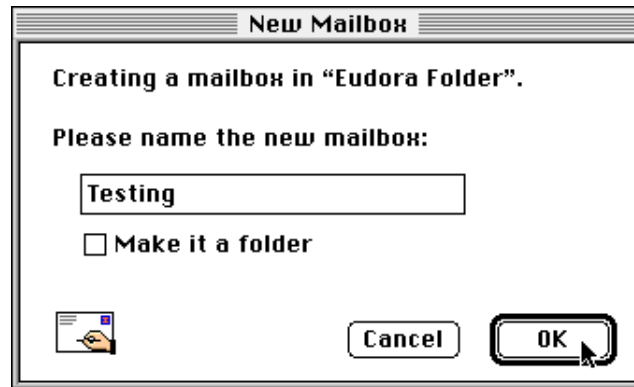 New Mailbox
Creating a mailbox in “Eudora Folder”.
Please name the new mailbox:
Testing
Make it a folder
Cancel
OK